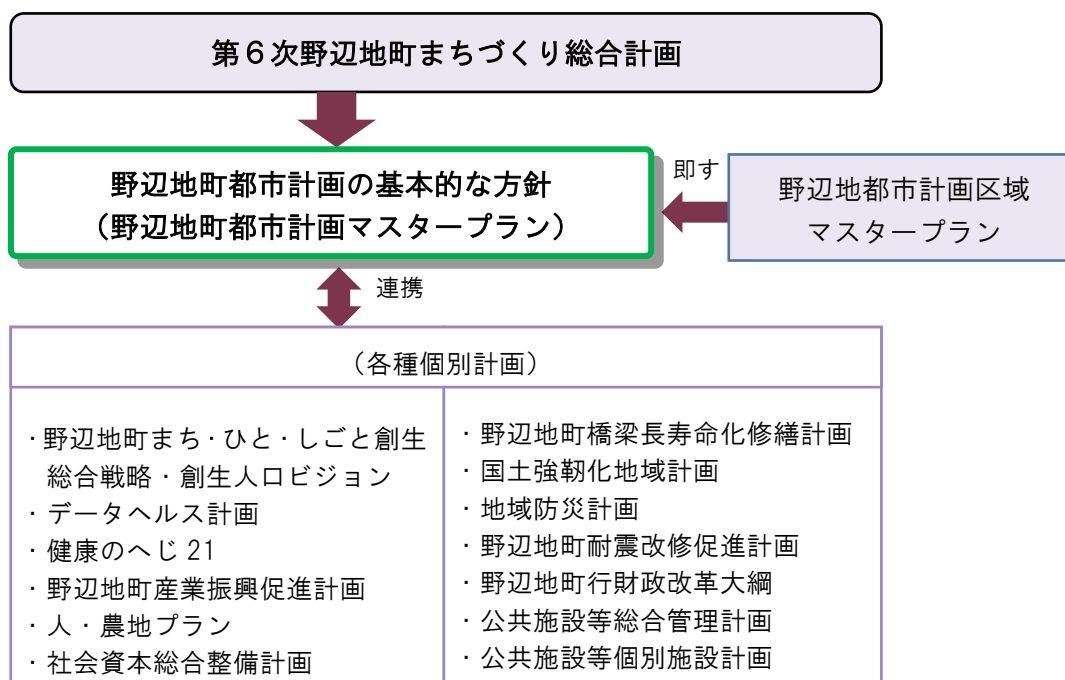 第6次野辺地町まちづくり総合計画
野辺地町都市計画の基本的な方針
（野辺地町都市計画マスタープラン）
即す
野辺地都市計画区域
マスタープラン
連携
（各種個別計画）
・野辺地町まち・ひと・しごと創生
総合戦略・創生人口ビジョン
・データヘルス計画
・健康のへじ 21
・野辺地町産業振興促進計画
・人・農地プラン
・社会資本総合整備計画
・野辺地町橋梁長寿命化修繕計画
・国土強靭化地域計画
・地域防災計画
・野辺地町耐震改修促進計画
・野辺地町行財政改革大綱
・公共施設等総合管理計画
・公共施設等個別施設計画